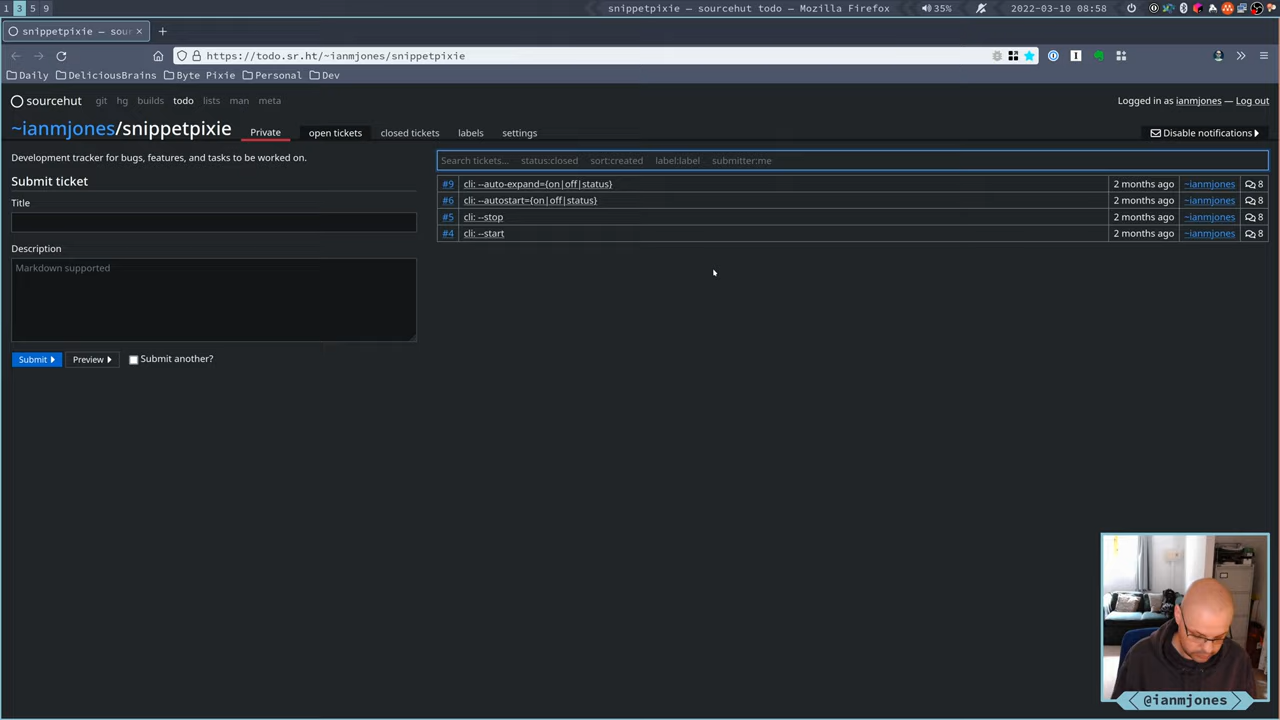 1 3 5 9
snippetpixie — sourcehut todo — Mozilla Firefox
35%
2022-03-10 08:58
snippetpixie — sour
https://todo.sr.ht/~ianmjones/snippetpixie
Daily DeliciousBrains Byte Pixie Personal Dev
sourcehut git hg builds todo lists man meta
Logged in as ianmjones — Log out
~ianmjones/snippetpixie Private open tickets closed tickets labels settings
Disable notifications
Development tracker for bugs, features, and tasks to be worked on.
Search tickets... status:closed sort:created label:label submitter:me
Submit ticket
Title
Description
Markdown supported
Submit Preview Submit another?
#9 cli: --auto-expand={on|off|status} 2 months ago ~ianmjones 8
#6 cli: --autostart={on|off|status} 2 months ago ~ianmjones 8
#5 cli: --stop 2 months ago ~ianmjones 8
#4 cli: --start 2 months ago ~ianmjones 8
@ianmjones